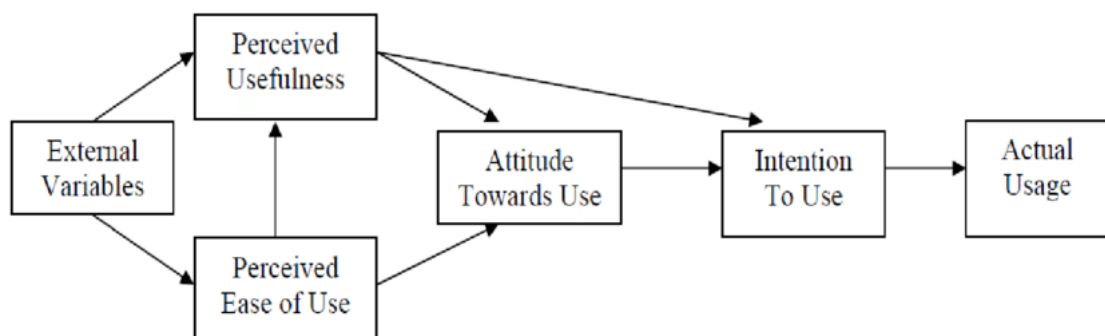 Perceived
Usefulness
External
Variables
Attitude
Towards Use
Intention
To Use
Actual
Usage
Perceived
Ease of Use